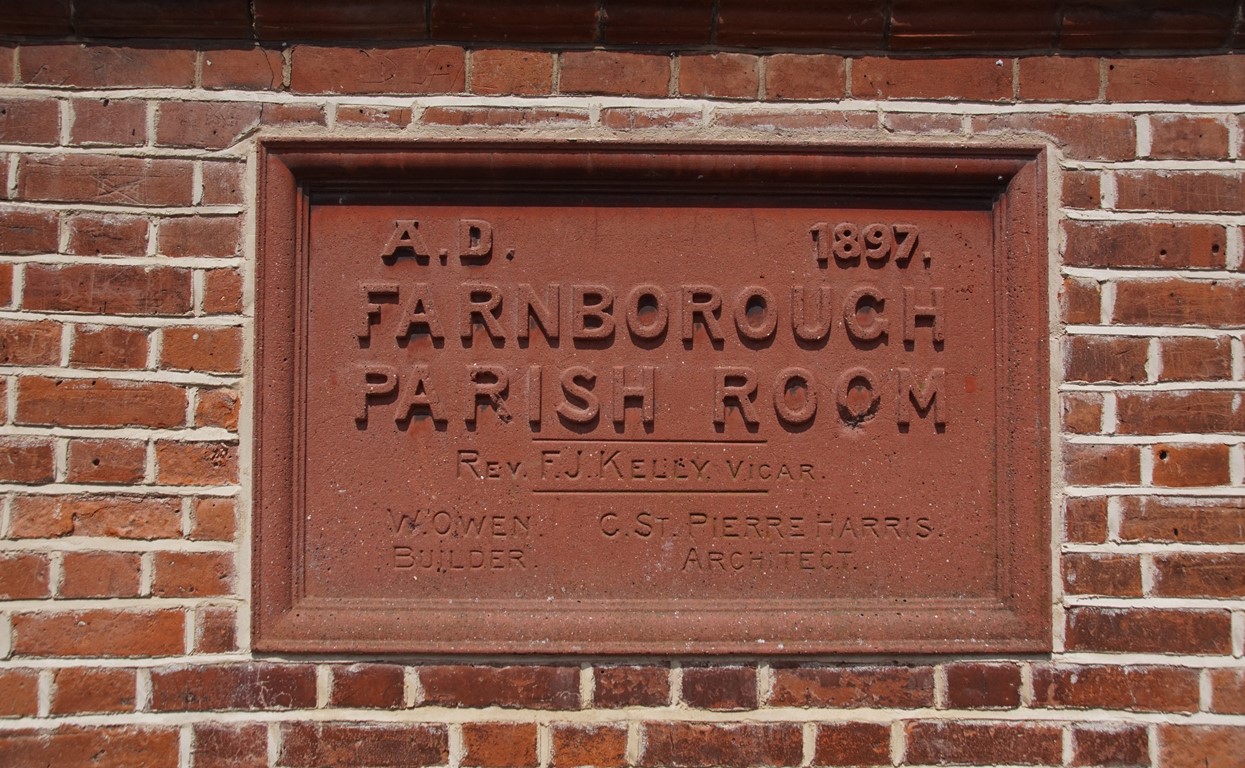 A.D. 1897.
FARNBOROUGH
PARISH ROOM
REV. F.J. KELLY. VICAR.
W. OWEN. C. ST. PIERRE HARRIS.
BUILDER. ARCHITECT.